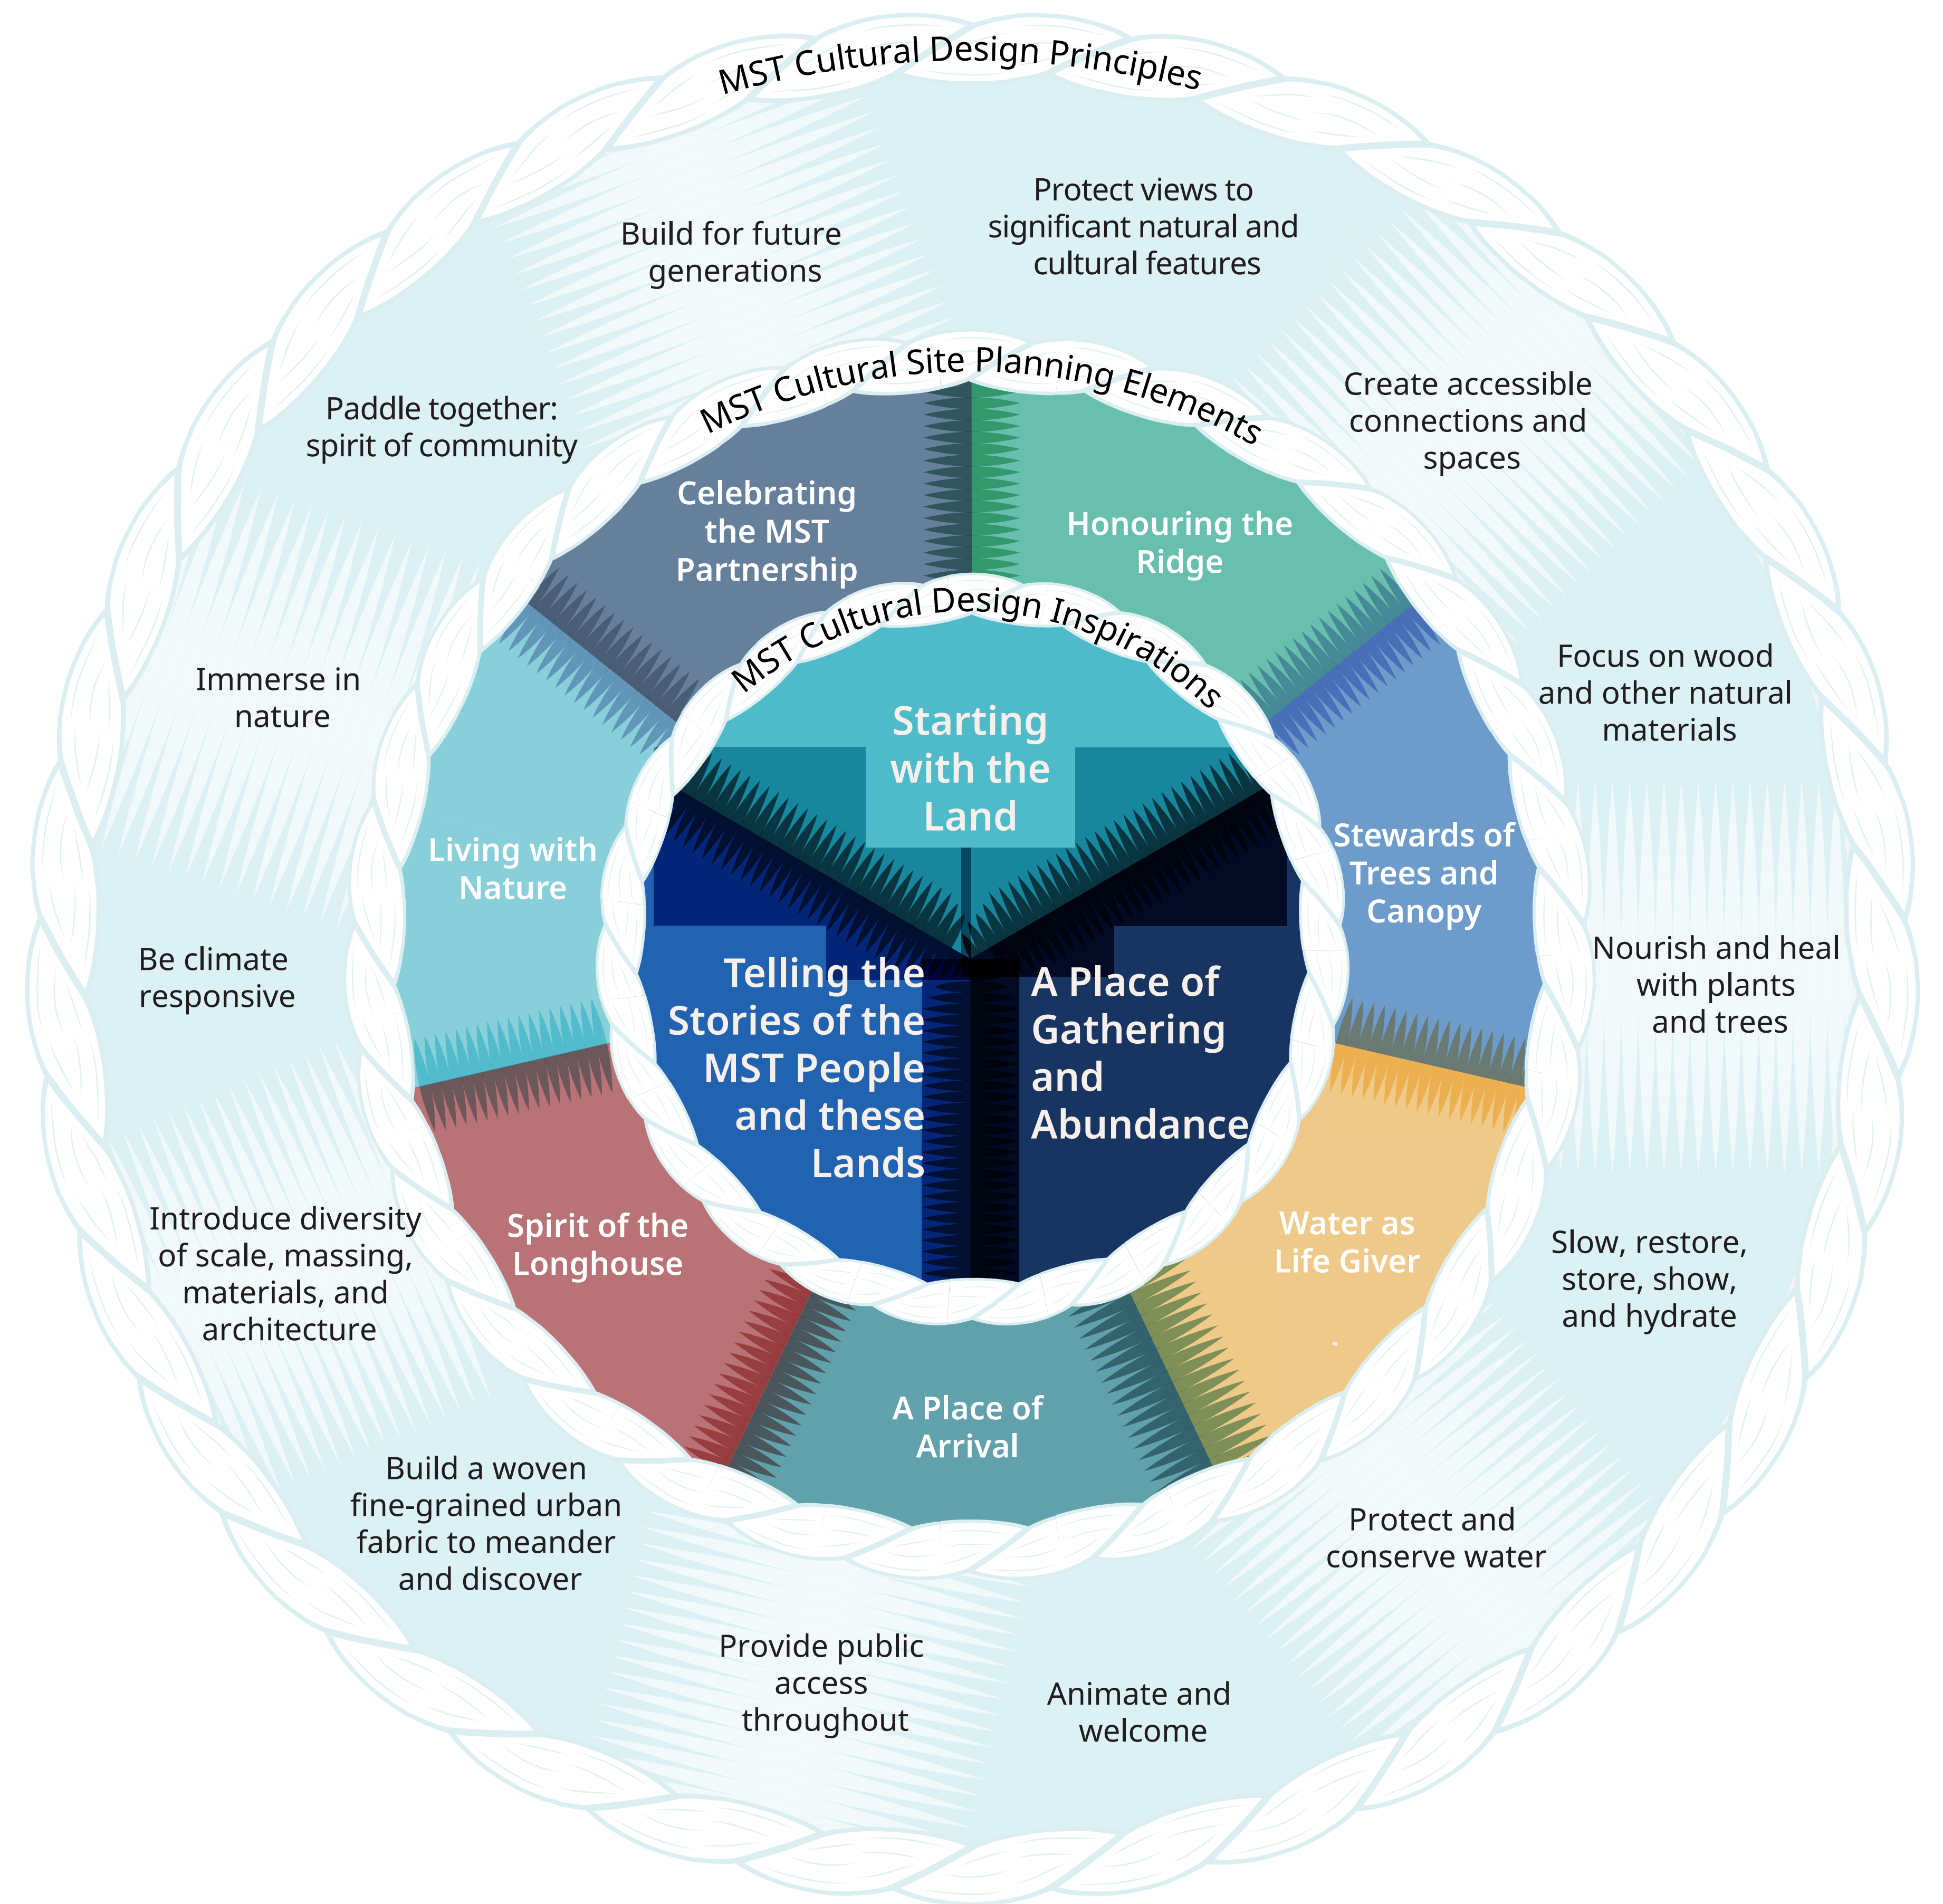 MST Cultural Design Principles
Protect views to
significant natural and
cultural features
Create accessible
connections and
spaces
Focus on wood
and other natural
materials
Nourish and heal
with plants
and trees
Slow, restore,
store, show,
and hydrate
Protect and
conserve water
Animate and
welcome
Provide public
access
throughout
Build a woven
fine-grained urban
fabric to meander
and discover
Introduce diversity
of scale, massing,
materials, and
architecture
Be climate
responsive
Immerse in
nature
Paddle together:
spirit of community
Build for future
generations
MST Cultural Site Planning Elements
Honouring the
Ridge
Stewards of
Trees and
Canopy
Water as
Life Giver
A Place of
Arrival
Spirit of the
Longhouse
Living with
Nature
Celebrating
the MST
Partnership
MST Cultural Design Inspirations
Starting
with the
Land
A Place of
Gathering
and
Abundance
Telling the
Stories of the
MST People
and these
Lands